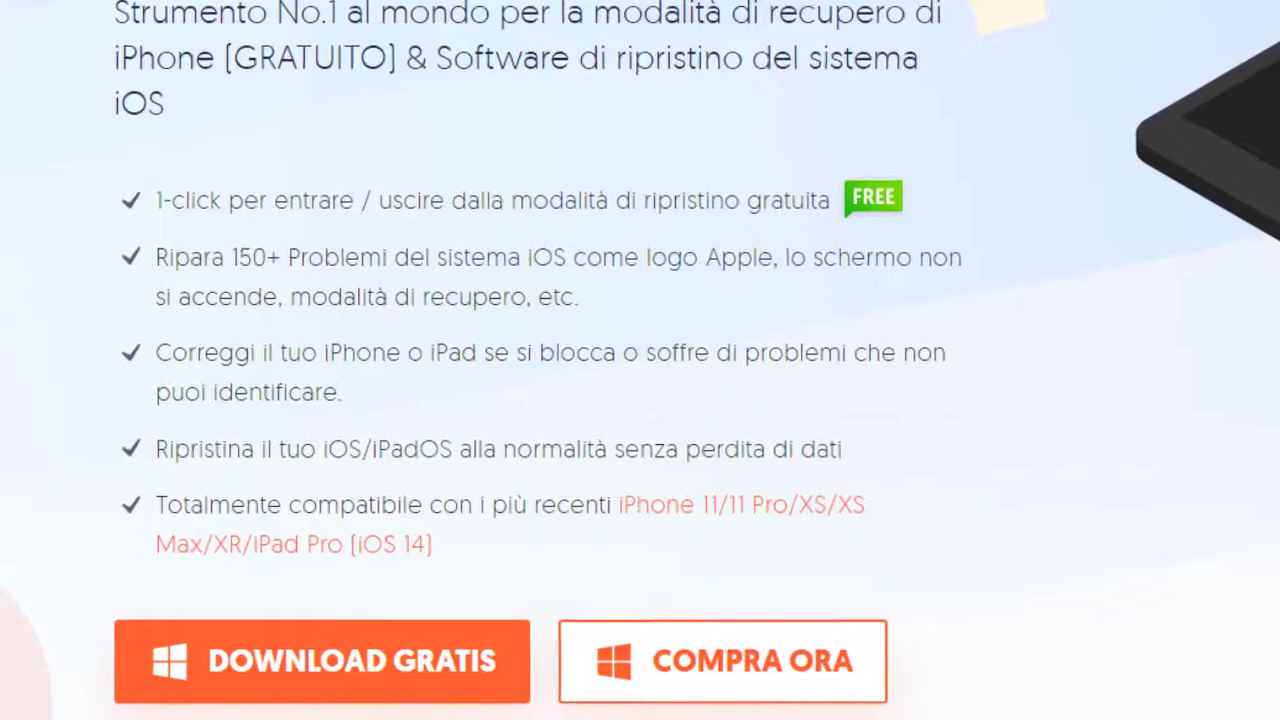 Strumento No.1 al mondo per la modalità di recupero di
iPhone [GRATUITO] & Software di ripristino del sistema
iOS
1-click per entrare / uscire dalla modalità di ripristino gratuita FREE
Ripara 150+ Problemi del sistema iOS come logo Apple, lo schermo non
si accende, modalità di recupero, etc.
Correggi il tuo iPhone o iPad se si blocca o soffre di problemi che non
puoi identificare.
Ripristina il tuo iOS/iPadOS alla normalità senza perdita di dati
Totalmente compatibile con i più recenti iPhone 11/11 Pro/XS/XS
Max/XR/iPad Pro [iOS 14]
DOWNLOAD GRATIS
COMPRA ORA